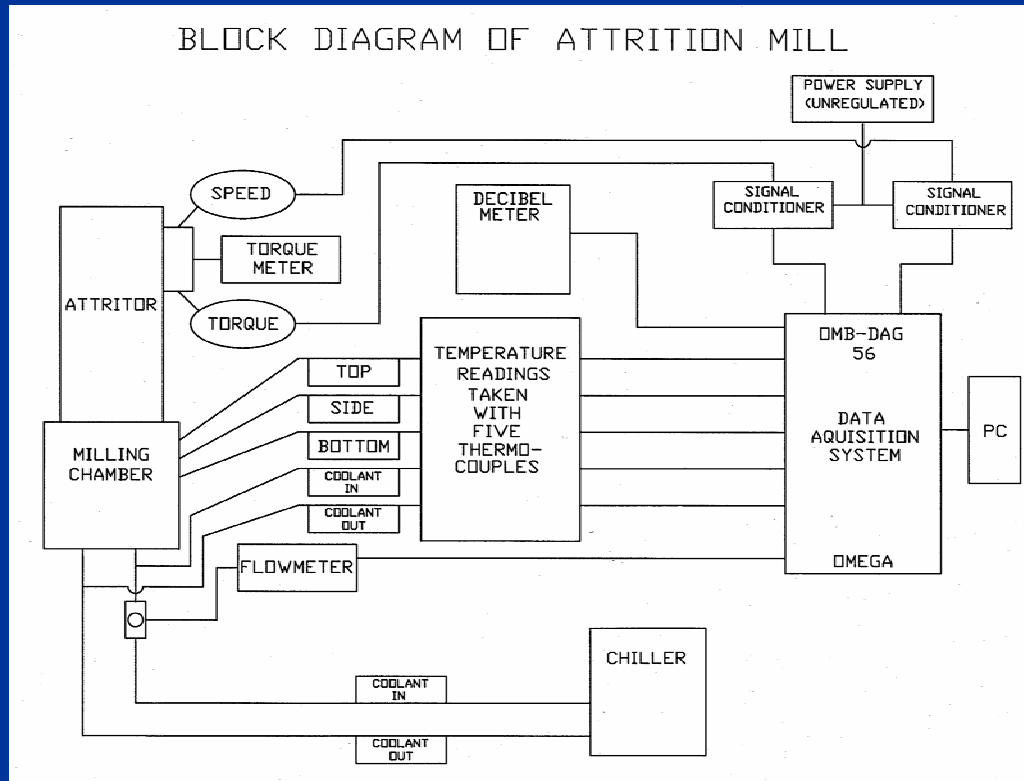 BLOCK DIAGRAM OF ATTRITION MILL
POWER SUPPLY
(UNREGULATED)
SPEED
DECIBEL
METER
SIGNAL
CONDITIONER
SIGNAL
CONDITIONER
TORQUE
METER
ATTRITOR
TORQUE
OMB-DAG
56
DATA
AQUISITION
SYSTEM
OMEGA
TEMPERATURE
READINGS
TAKEN
WITH
FIVE
THERMO-
COUPLES
TOP
SIDE
BOTTOM
COOLANT
IN
COOLANT
OUT
PC
MILLING
CHAMBER
FLOWMETER
CHILLER
COOLANT
IN
COOLANT
OUT